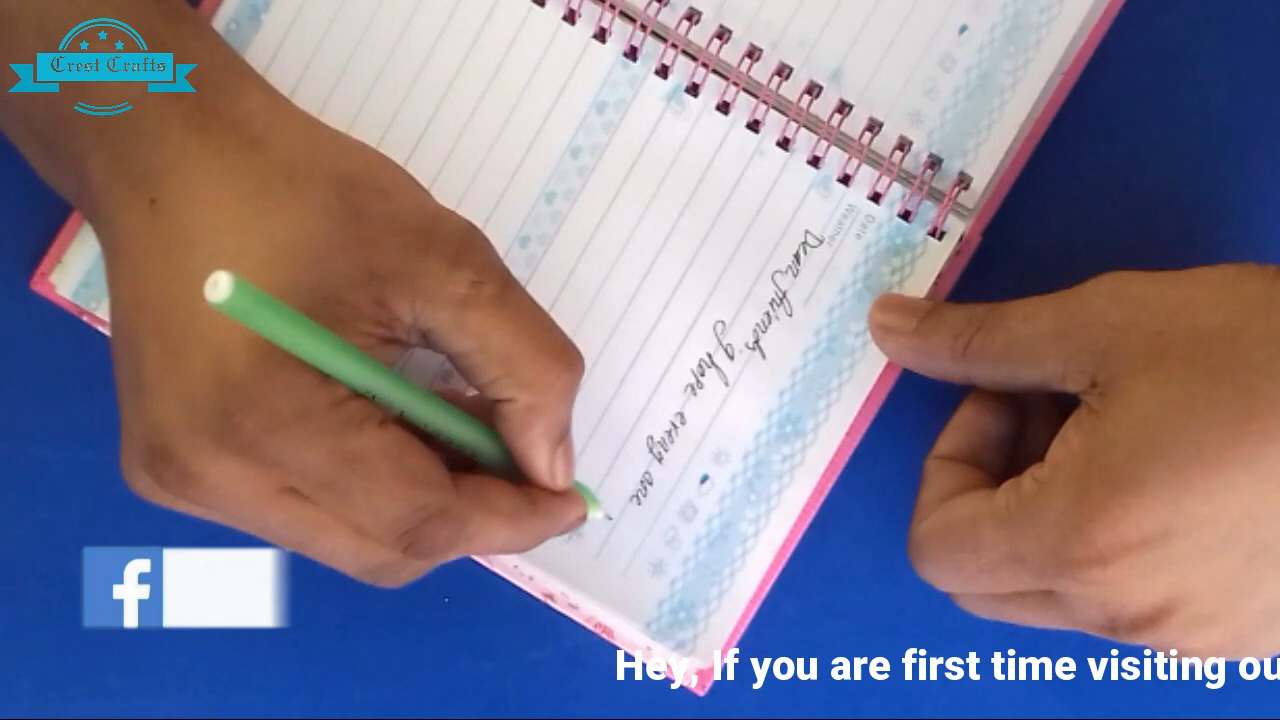 Crest Crafts
Date
Weather
Dear friends,
I hope every one
f
Hey, If you are first time visiting ou